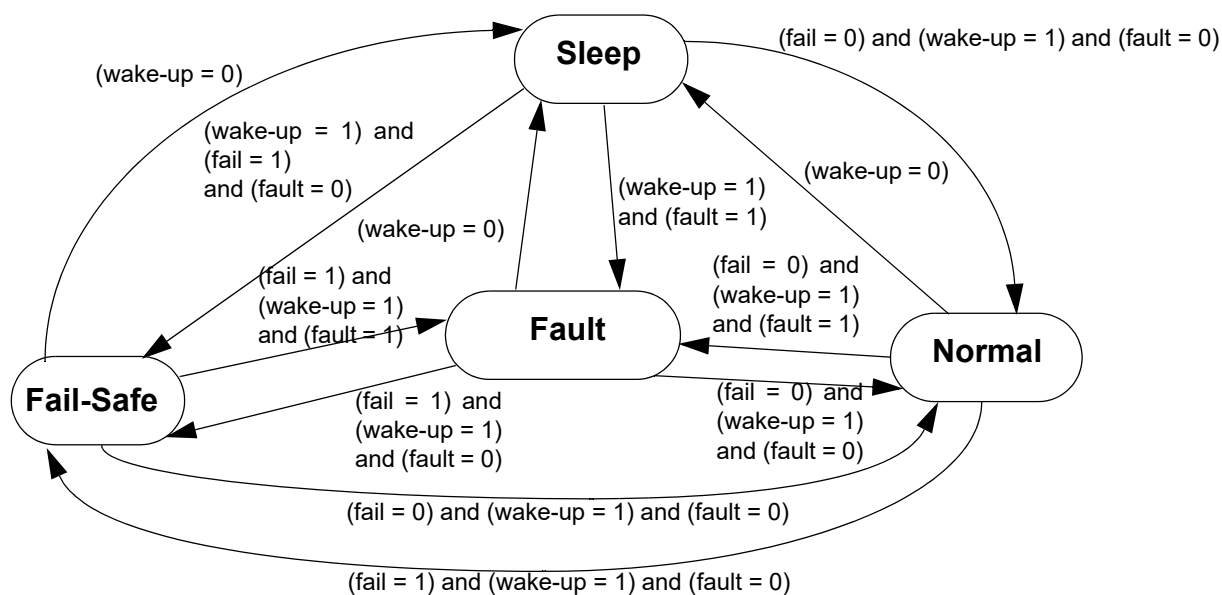 Sleep
(fail = 0) and (wake-up = 1) and (fault = 0)
(wake-up = 0)
(wake-up = 1) and
(fail = 1)
and (fault = 0)
(wake-up = 1)
and (fault = 1)
(wake-up = 0)
(wake-up = 0)
(fail = 1) and
(wake-up = 1)
and (fault = 1)
(fail = 0) and
(wake-up = 1)
and (fault = 1)
Fault
Normal
Fail-Safe
(fail = 1) and
(wake-up = 1)
and (fault = 0)
(fail = 0) and
(wake-up = 1)
and (fault = 0)
(fail = 0) and (wake-up = 1) and (fault = 0)
(fail = 1) and (wake-up = 1) and (fault = 0)